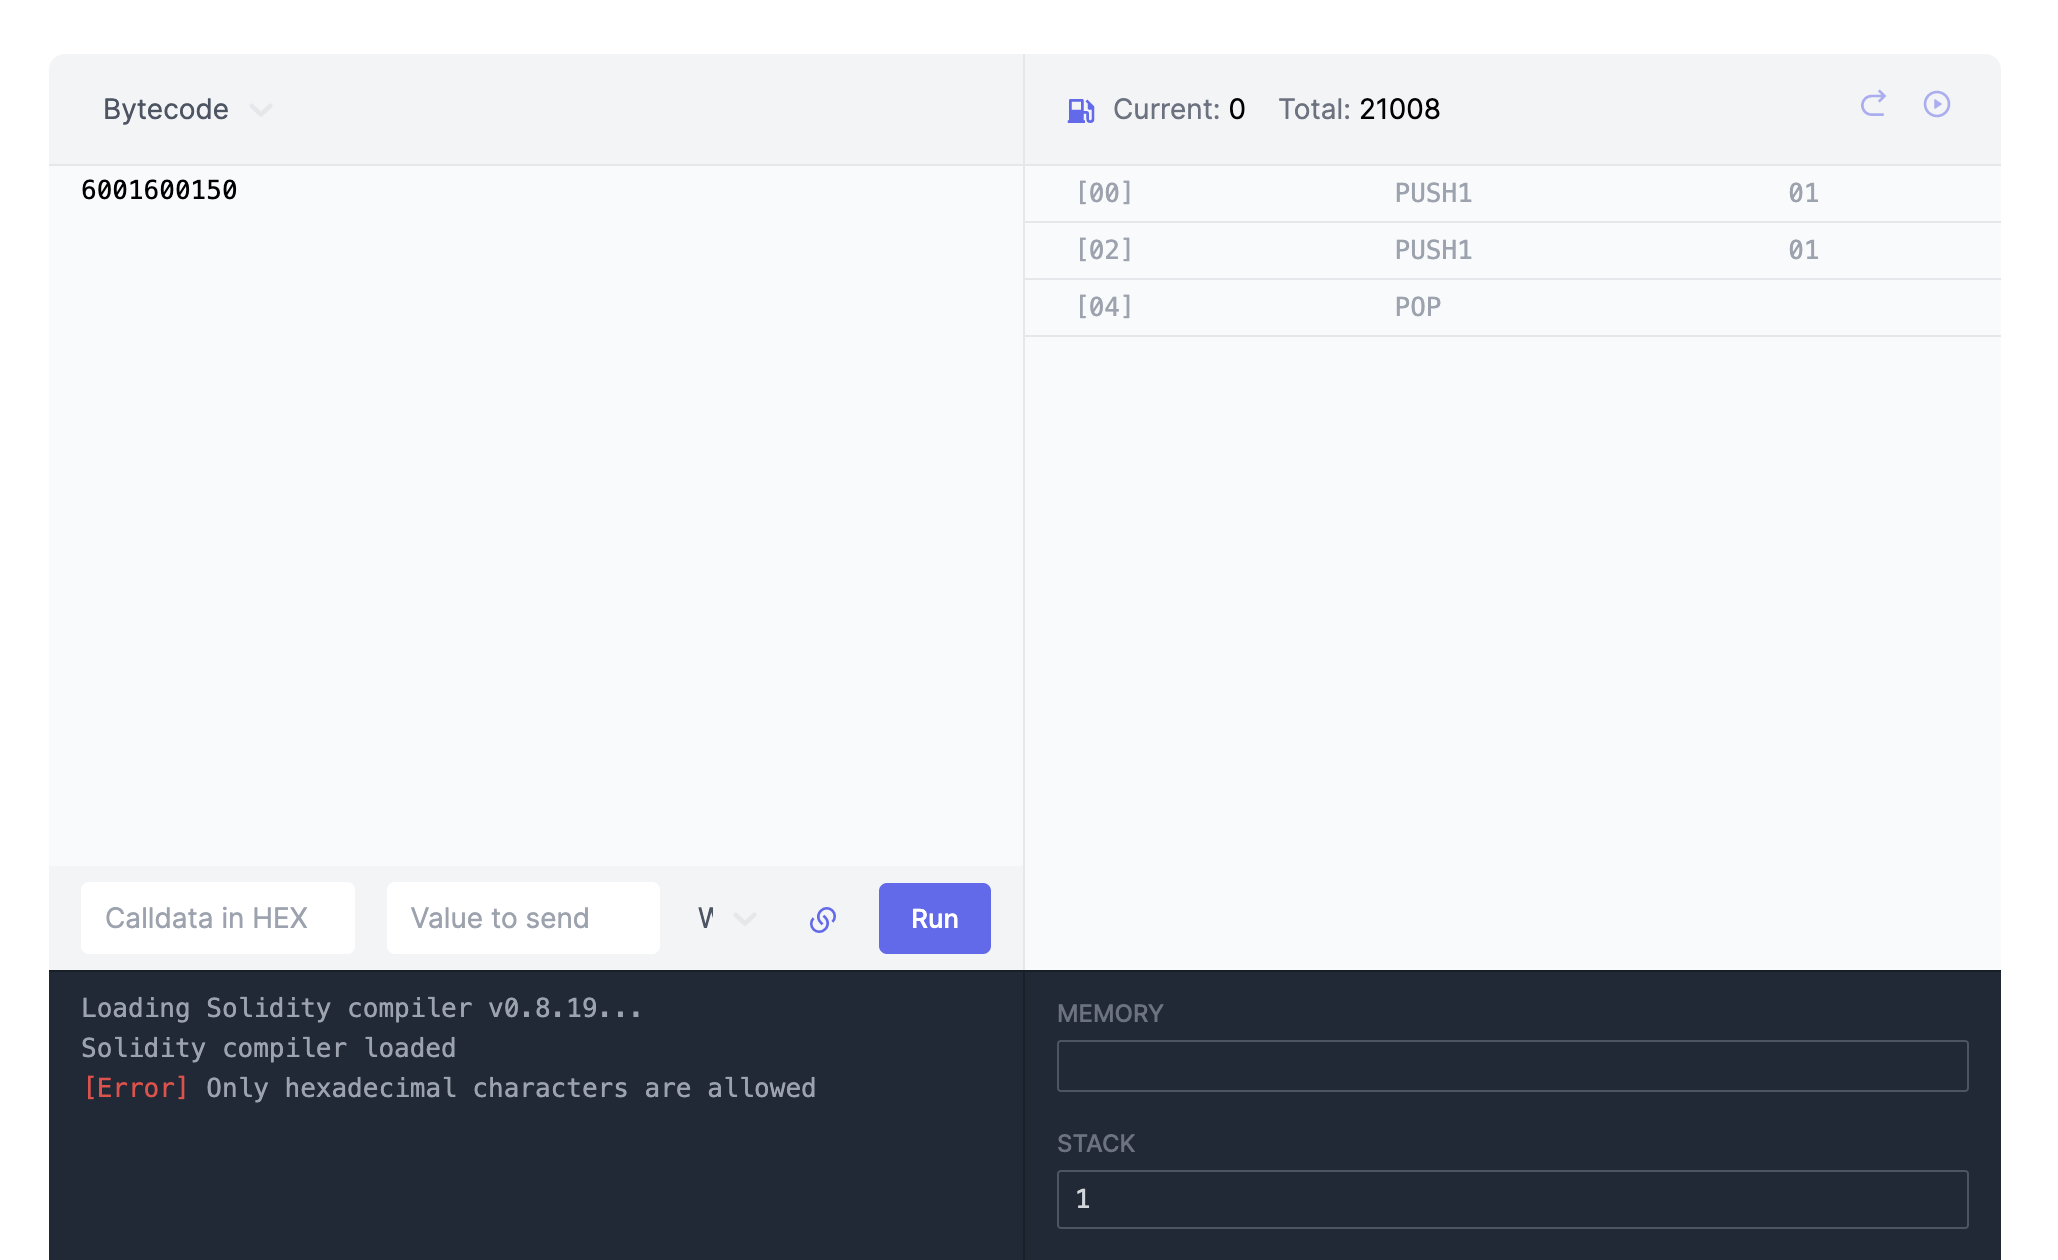 Bytecode
6001600150
Calldata in HEX
Value to send
Run
Current: 0 Total: 21008
[00] PUSH1 01
[02] PUSH1 01
[04] POP
Loading Solidity compiler v0.8.19...
Solidity compiler loaded
[Error] Only hexadecimal characters are allowed
MEMORY
STACK
1